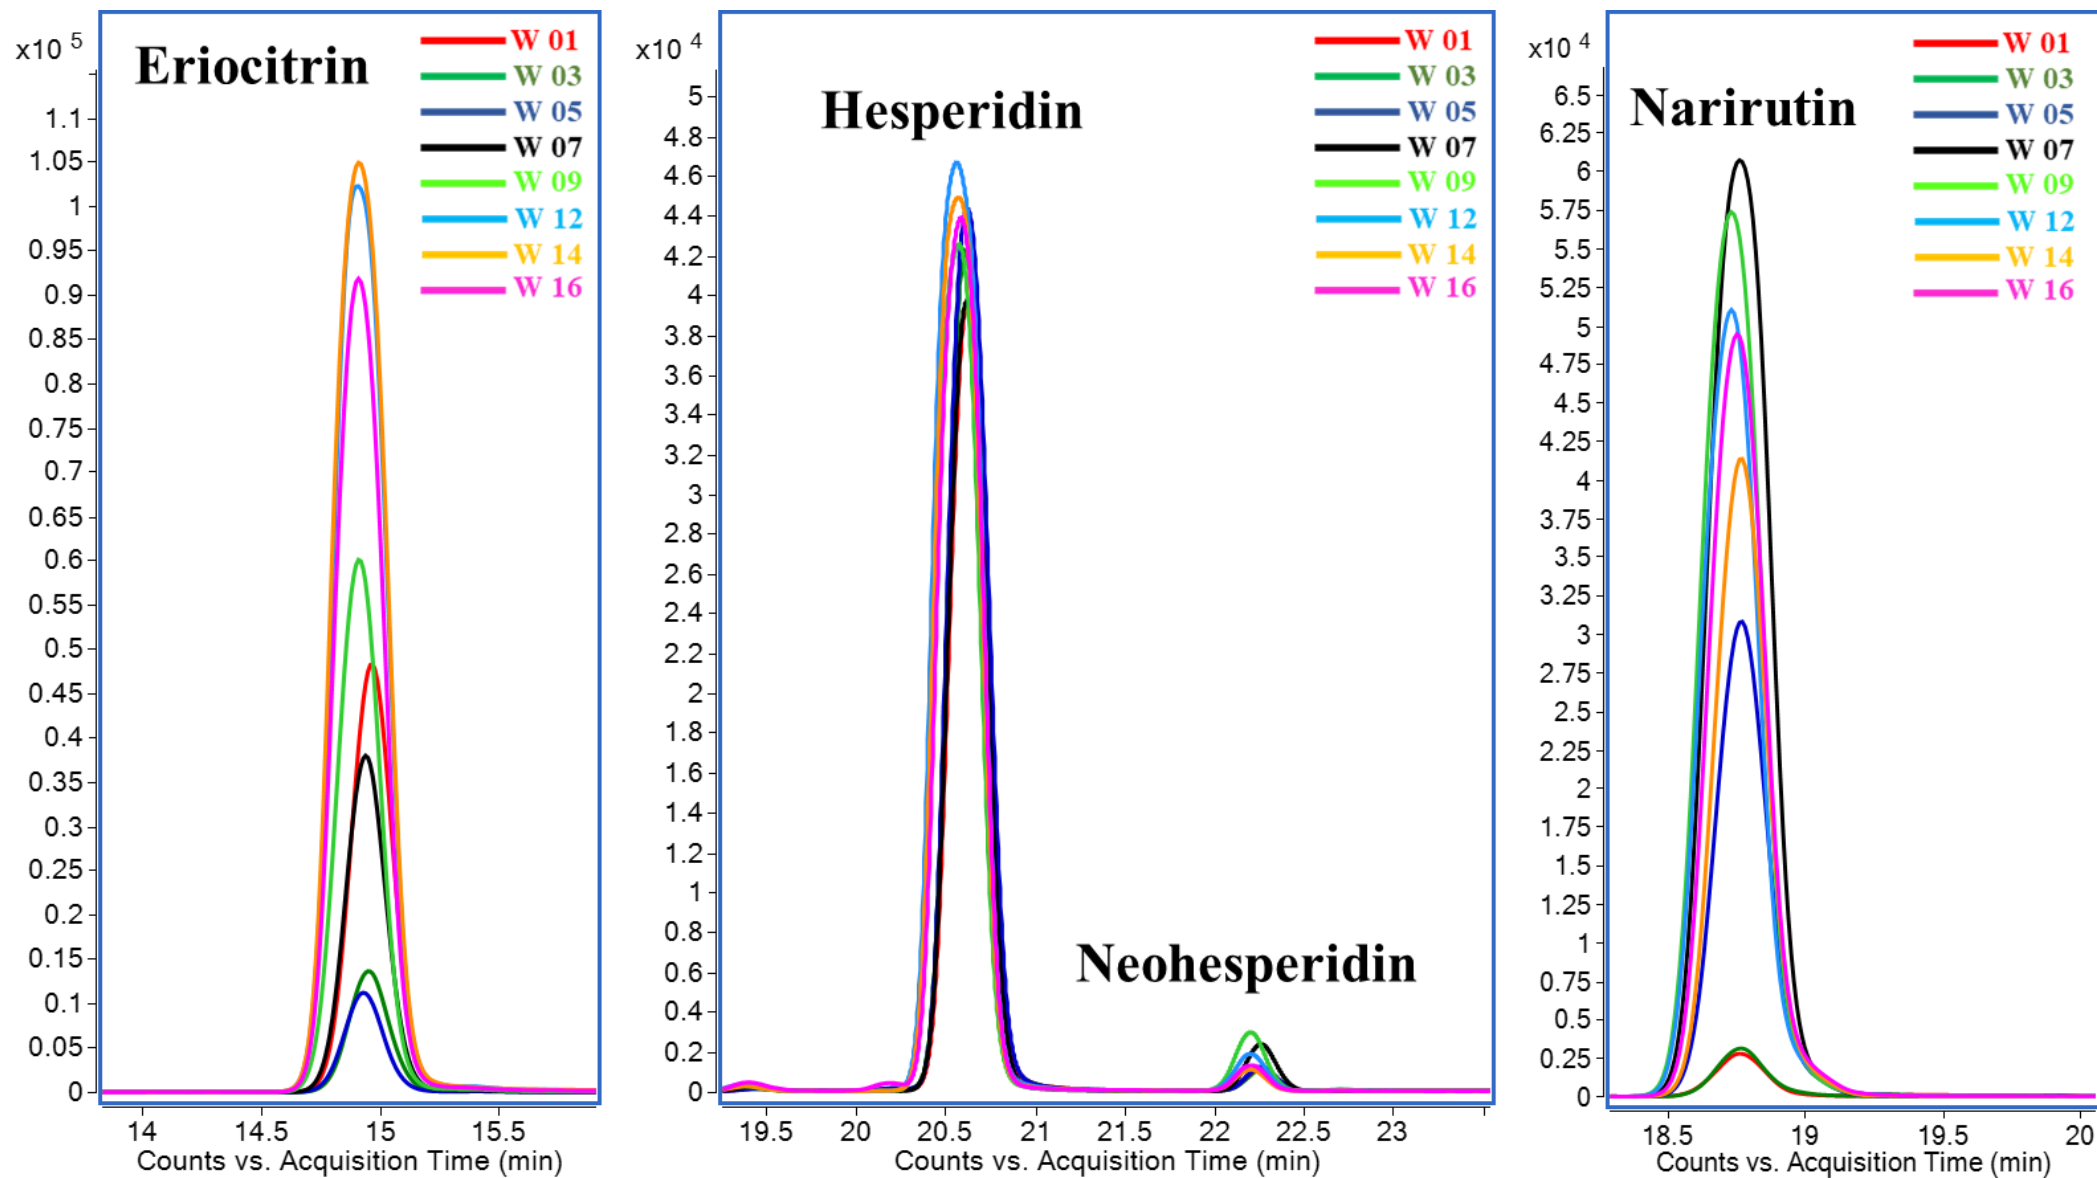 x10 5
Eriocitrin
W 01
W 03
W 05
W 07
W 09
W 12
W 14
W 16
1.1
1.05
1
0.95
0.9
0.85
0.8
0.75
0.7
0.65
0.6
0.55
0.5
0.45
0.4
0.35
0.3
0.25
0.2
0.15
0.1
0.05
0
14 14.5 15 15.5
Counts vs. Acquisition Time (min)
x10 4
Hesperidin
W 01
W 03
W 05
W 07
W 09
W 12
W 14
W 16
5
4.8
4.6
4.4
4.2
4
3.8
3.6
3.4
3.2
3
2.8
2.6
2.4
2.2
2
1.8
1.6
1.4
1.2
1
0.8
0.6
0.4
0.2
0
Neohesperidin
19.5 20 20.5 21 21.5 22 22.5 23
Counts vs. Acquisition Time (min)
x10 4
Narirutin
W 01
W 03
W 05
W 07
W 09
W 12
W 14
W 16
6.5
6.25
6
5.75
5.5
5.25
5
4.75
4.5
4.25
4
3.75
3.5
3.25
3
2.75
2.5
2.25
2
1.75
1.5
1.25
1
0.75
0.5
0.25
0
18.5 19 19.5 20
Counts vs. Acquisition Time (min)